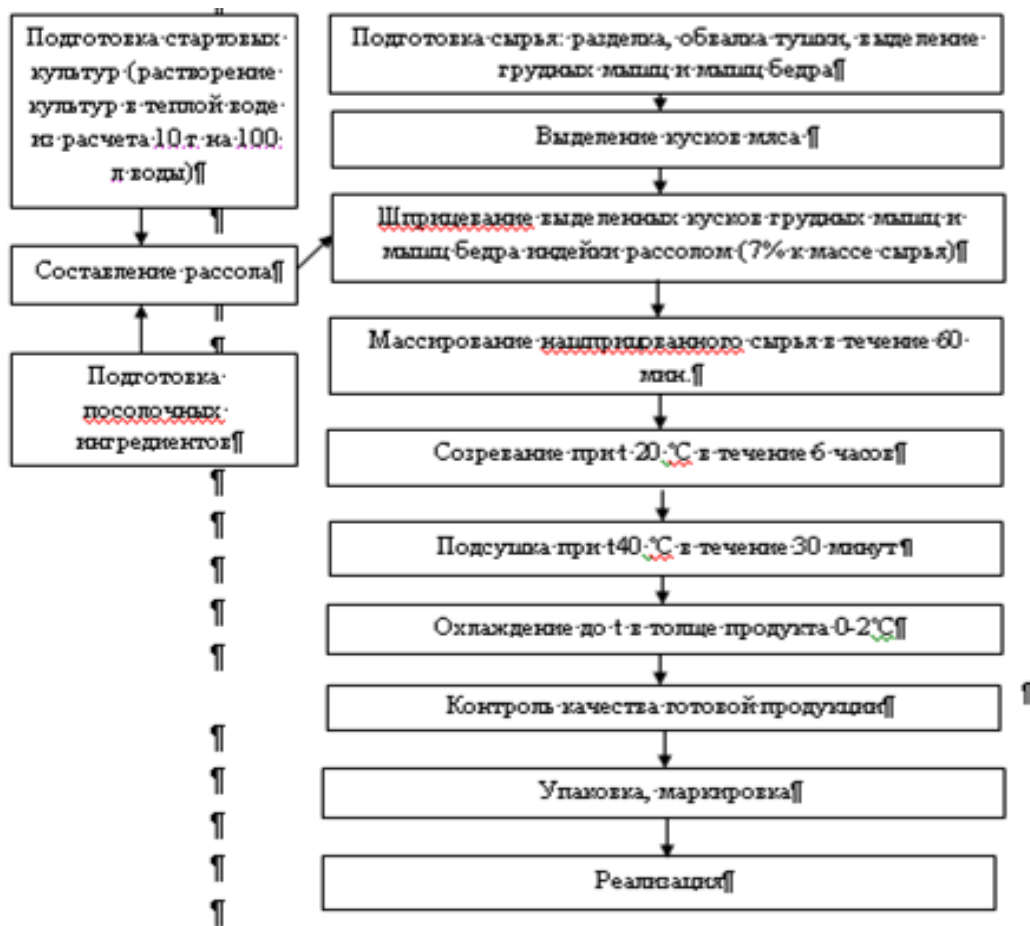 Подготовка стартовых
культур (растворение
культур в теплой воде
из расчета 10 г на 100
л воды)¶
Составление рассола¶
Подготовка
посолочных
ингредиентов¶
Подготовка сырья: разделка, обвалка тушки, выделение
грудных мышц и мышц бедра¶
Выделение кусков мяса ¶
Шприцевание выделенных кусков грудных мышц и
мышц бедра индейки рассолом (7% к массе сырья)¶
Массирование нашприцованного сырья в течение 60
мин.¶
Созревание при t 20 °С в течение 6 часов¶
Подсушка при t40 °С в течение 30 минут¶
Охлаждение до t в толще продукта 0-2°С¶
Контроль качества готовой продукции¶
Упаковка, маркировка¶
Реализация¶